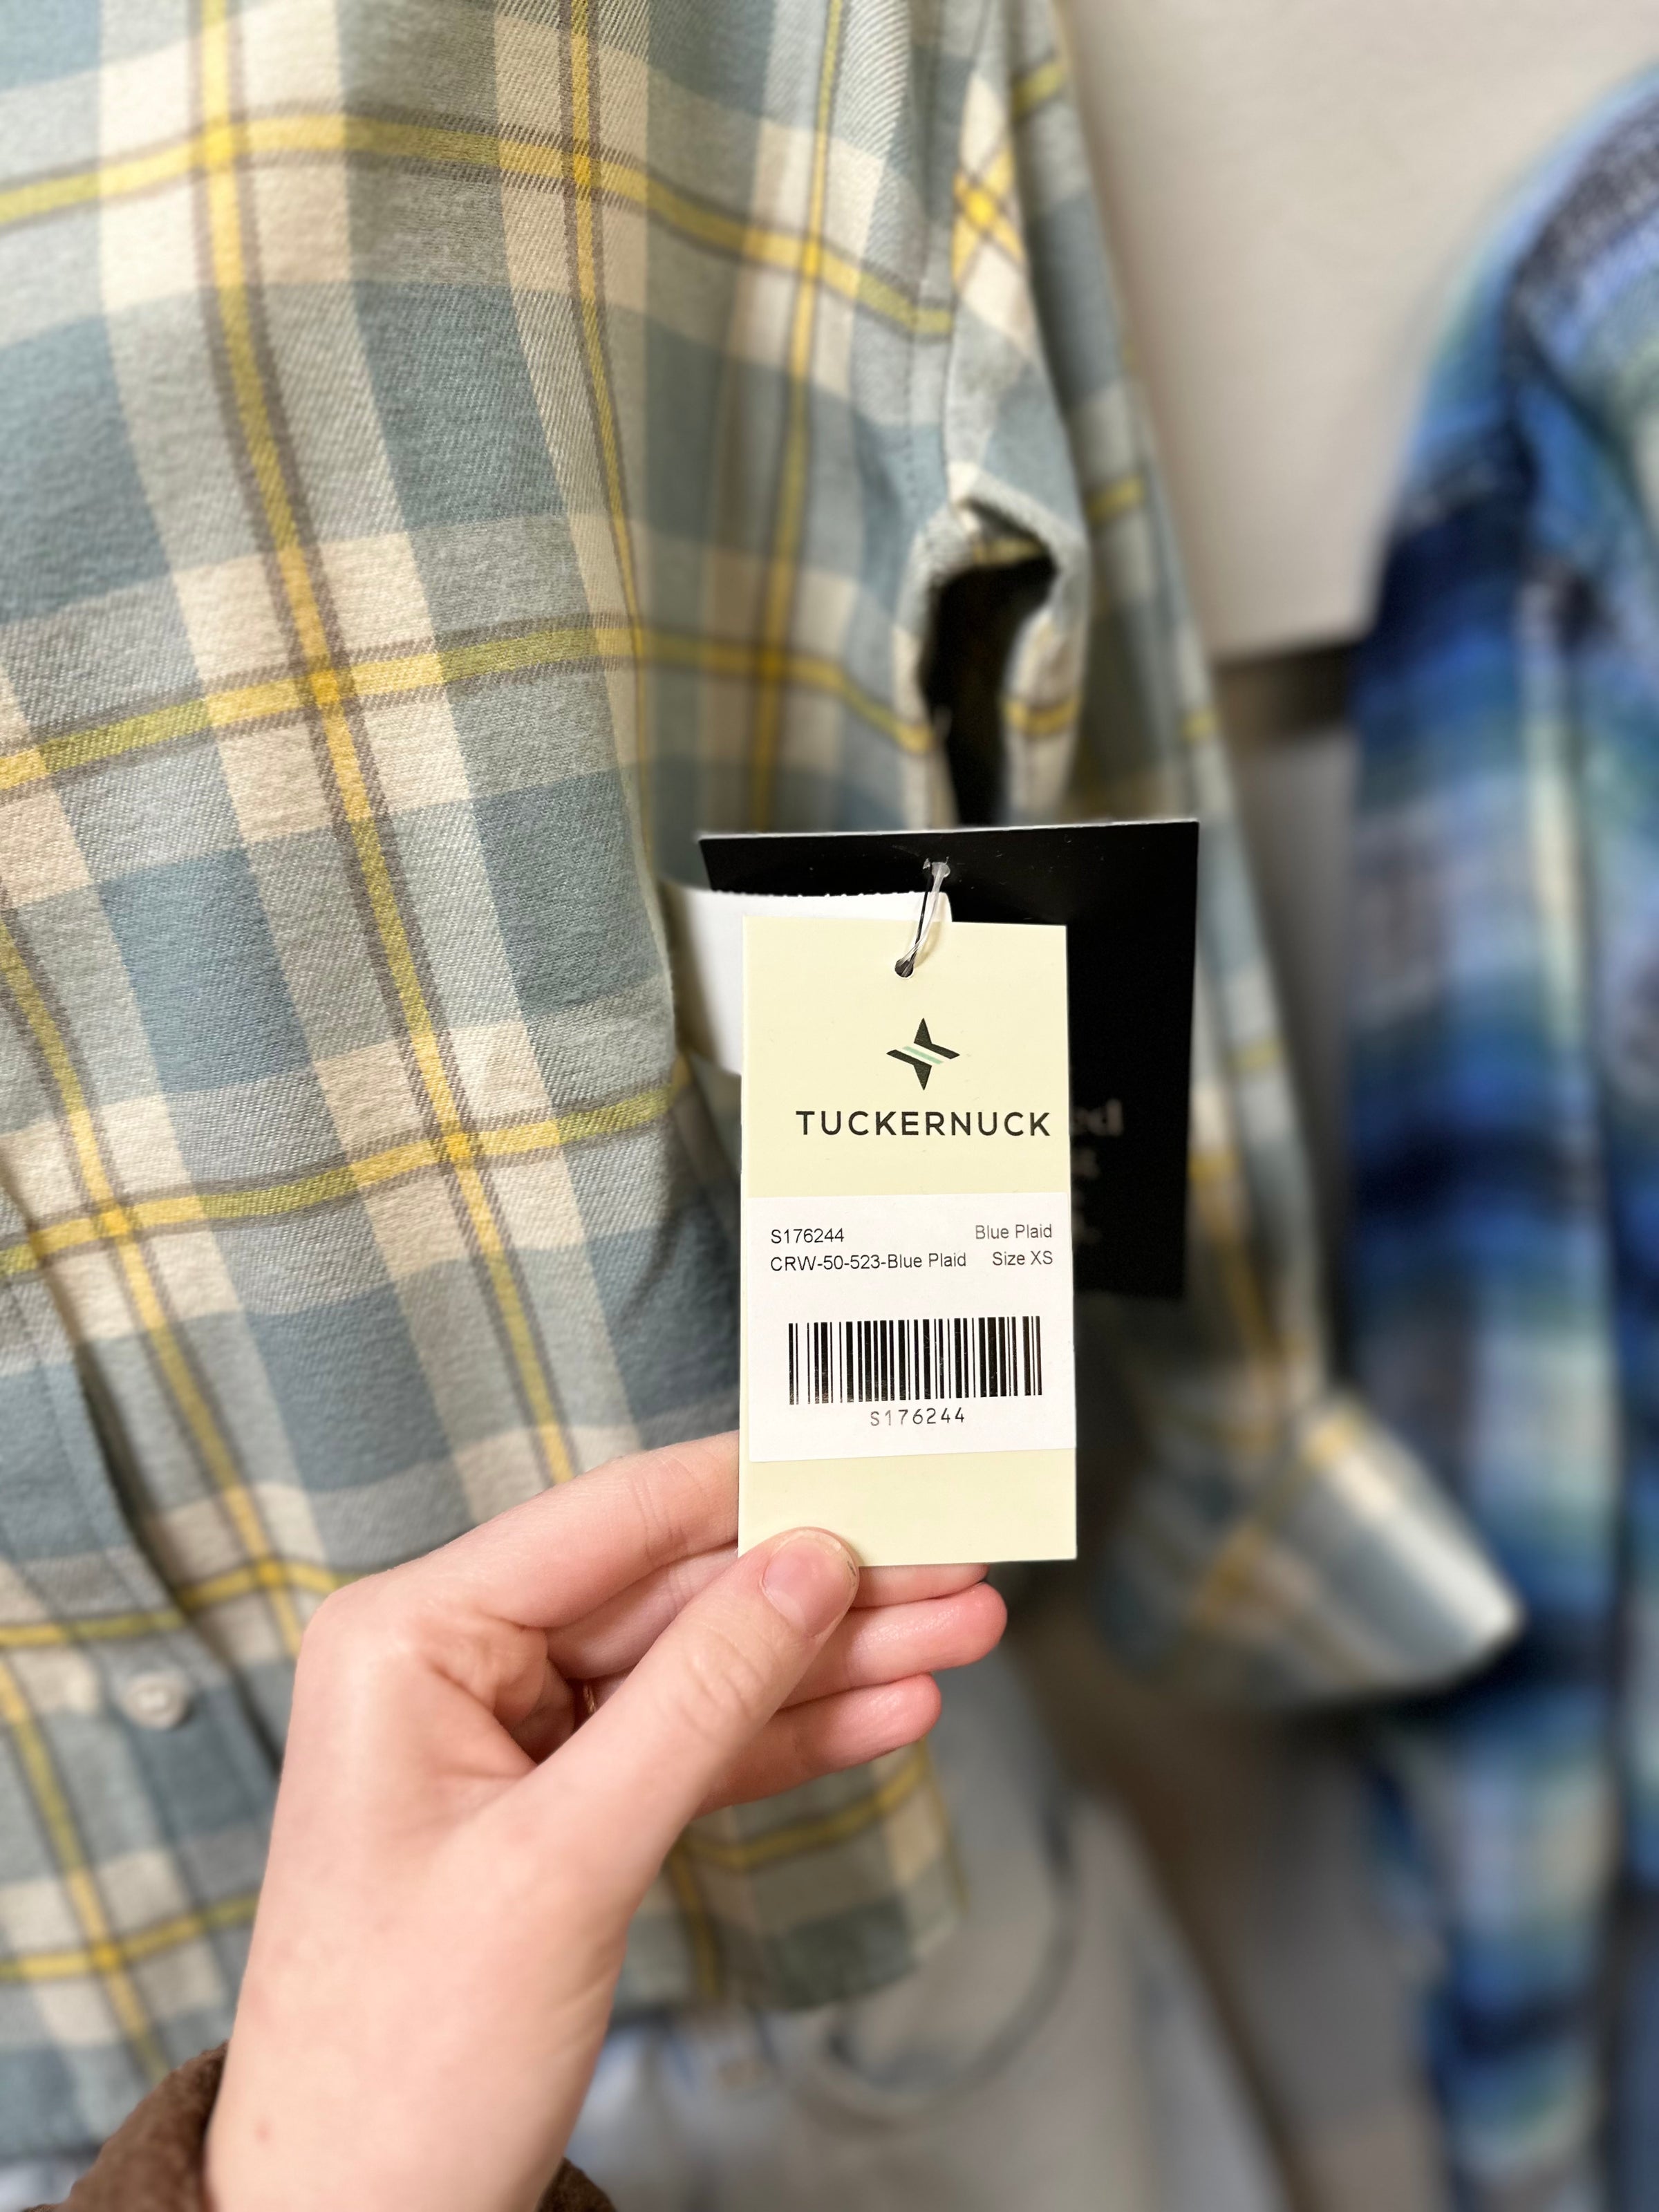 TUCKERNUCK
S176244 Blue Plaid
CRW-50-523-Blue Plaid Size XS
S176244